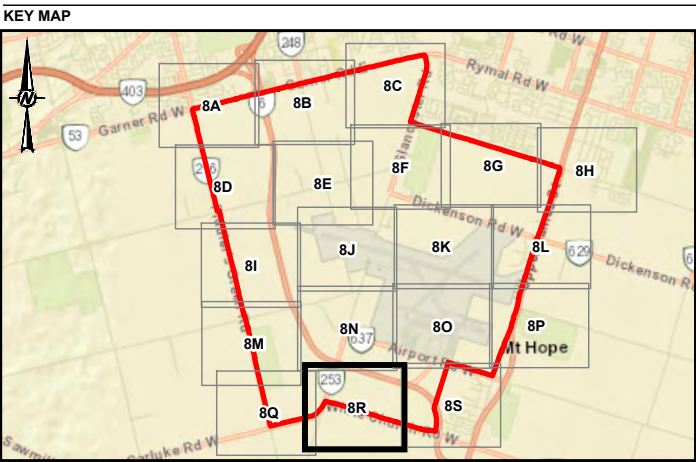 KEY MAP
248
Rd W
8C
Rymal Rd W
403
N
8A
6
8B
53
Garner Rd W
8F
8G
8H
8E
8D
Dickenson Rd W
8J
8K
8L
629
Dickenson Rd
8I
8N
8O
8P
637
8M
Airport Rd W
Mt Hope
253
8Q
8R
8S
Rd W
Carluke Rd W